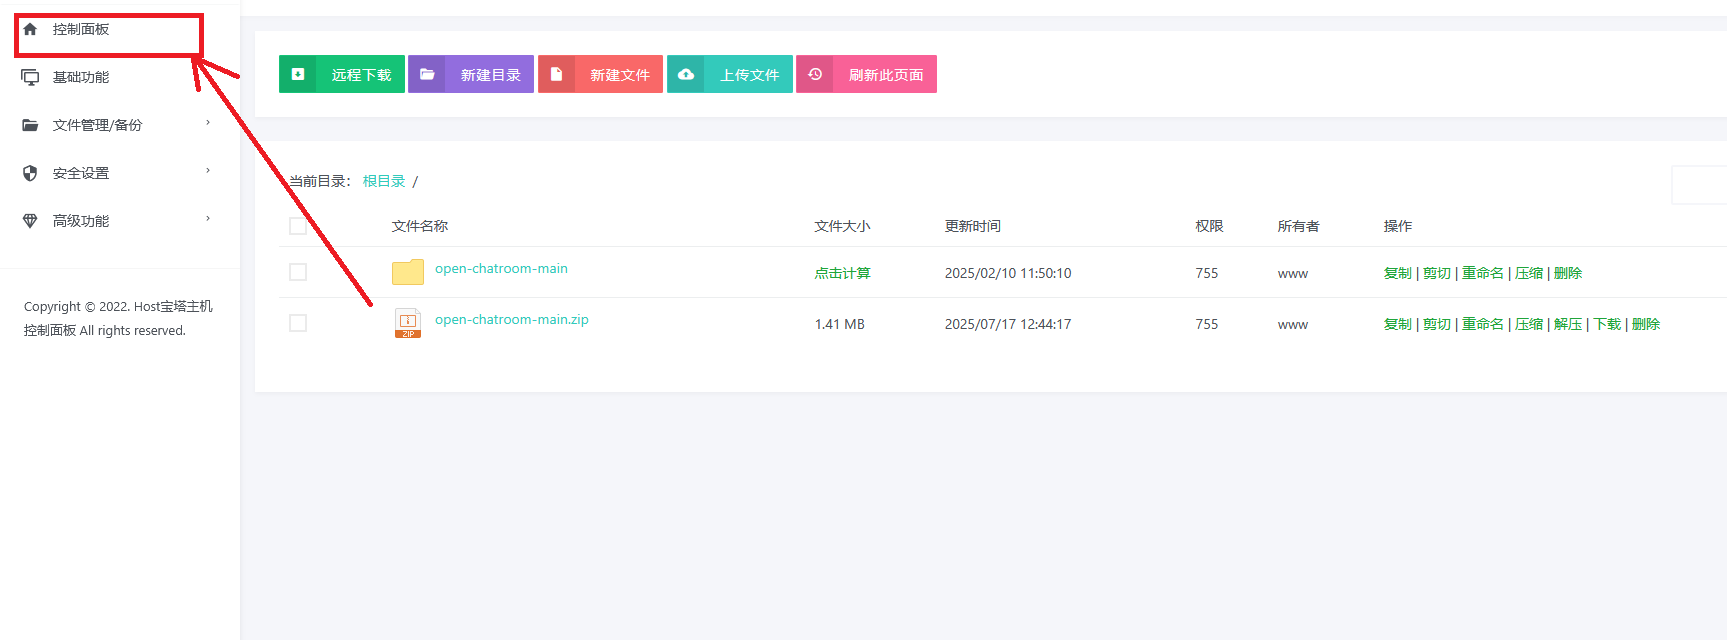 控制面板
基础功能
文件管理/备份
安全设置
高级功能
Copyright © 2022. Host宝塔主机
控制面板 All rights reserved.
远程下载 新建目录 新建文件 上传文件 刷新此页面
当前目录： 根目录 /
文件名称 文件大小 更新时间 权限 所有者 操作
open-chatroom-main 点击计算 2025/02/10 11:50:10 755 www 复制 | 剪切 | 重命名 | 压缩 | 删除
ZIP open-chatroom-main.zip 1.41 MB 2025/07/17 12:44:17 755 www 复制 | 剪切 | 重命名 | 压缩 | 解压 | 下载 | 删除